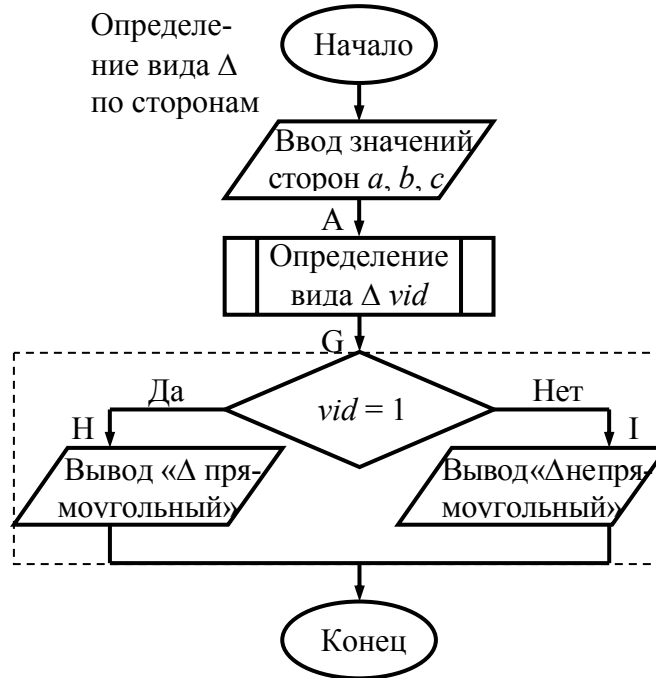 Определе-
ние вида Δ
по сторонам
Начало
Ввод значений
сторон a, b, c
A
Определение
вида Δ vid
G
Да
vid = 1
Нет
H
I
Вывод «Δ пря-
моугольный»
Вывод«Δнепря-
моугольный»
Конец